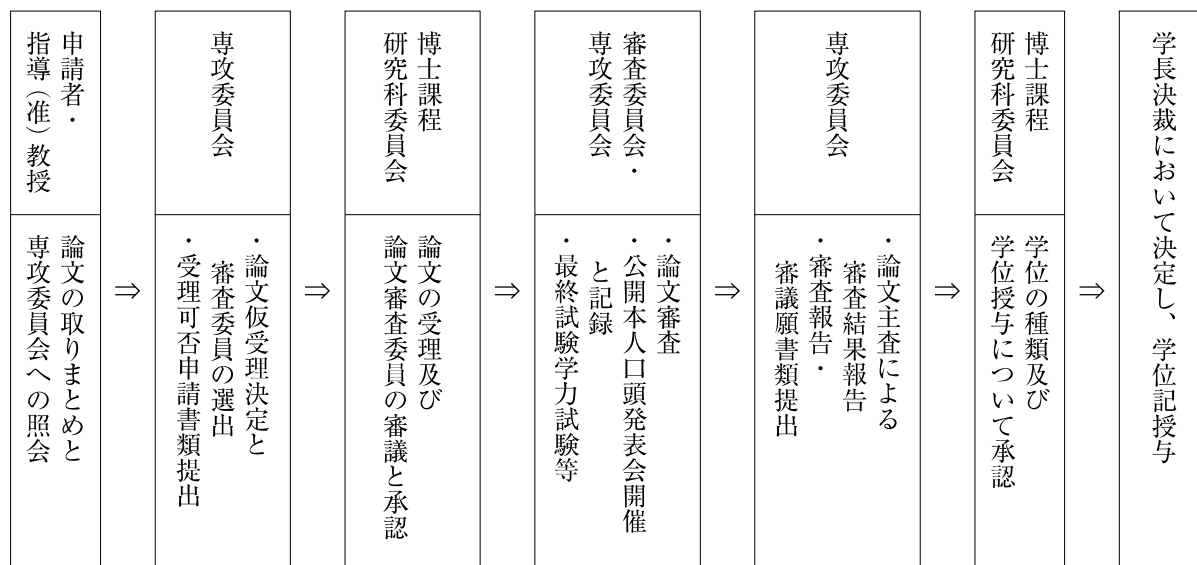 申請者・
指導（准）教授
論文の取りまとめと
専攻委員会への照会
⇒
専攻委員会
・論文仮受理決定と
審査委員の選出
・受理可否申請書類提出
⇒
博士課程
研究科委員会
論文の受理及び
論文審査委員の審議と承認
⇒
審査委員会・
専攻委員会
・論文審査
・公開本人口頭発表会開催
と記録
・最終試験学力試験等
⇒
専攻委員会
・論文主査による
審査結果報告
・審査報告・
審議願書類提出
⇒
博士課程
研究科委員会
学位の種類及び
学位授与について承認
⇒
学長決裁において決定し、学位記授与